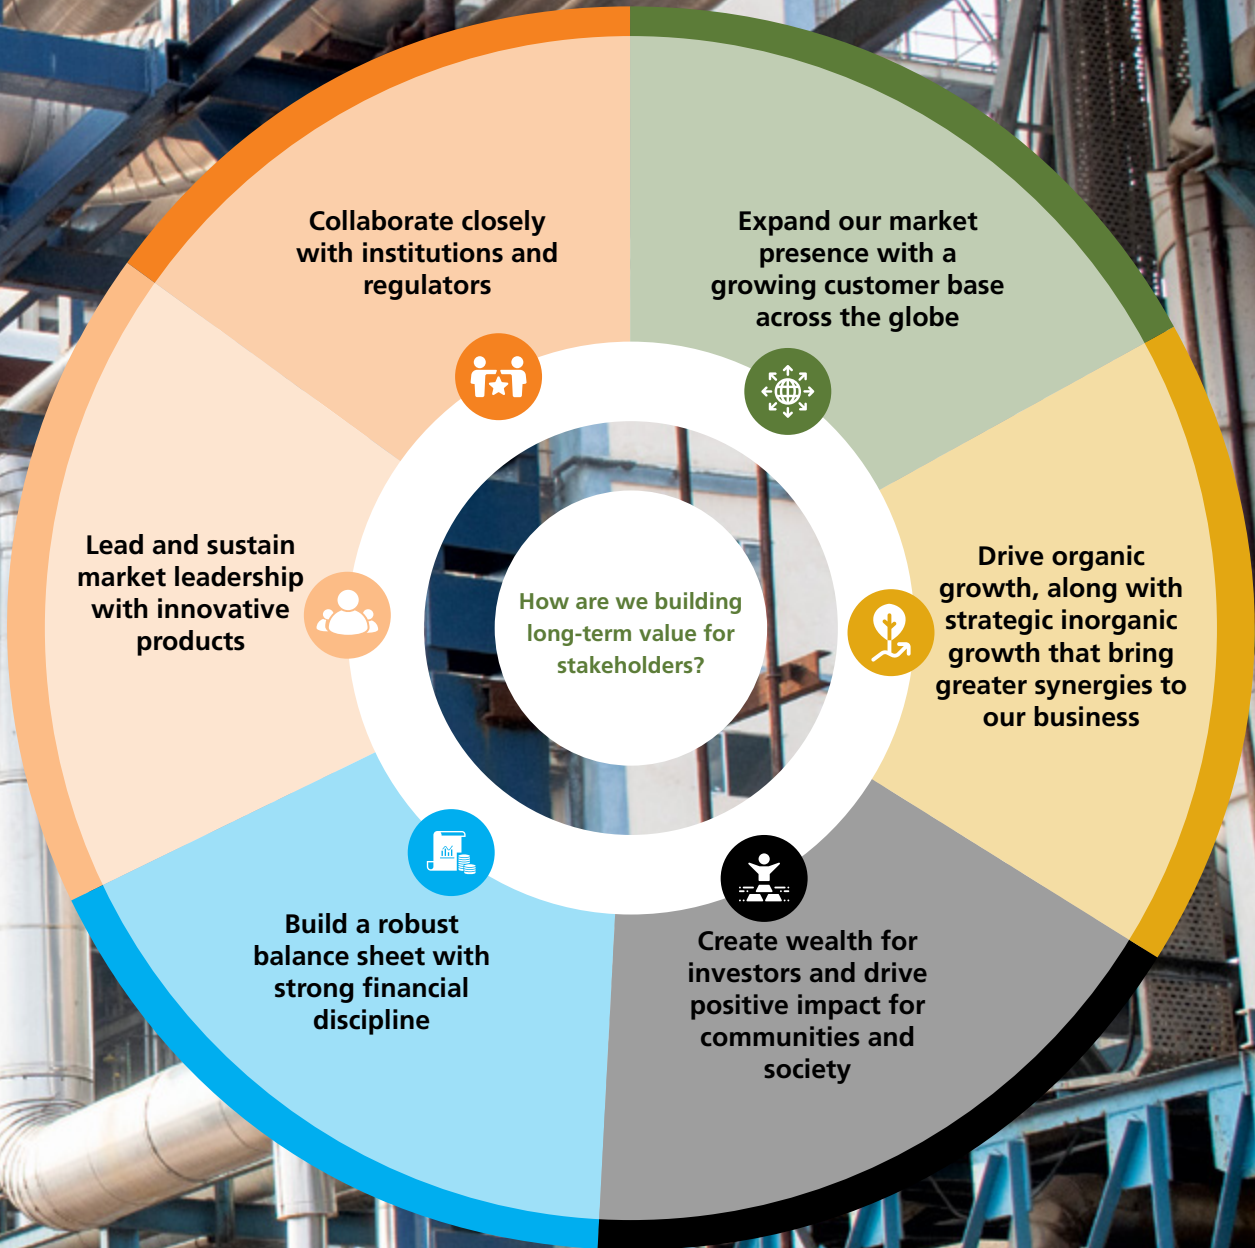 Collaborate closely
with institutions and
regulators
Expand our market
presence with a
growing customer base
across the globe
Lead and sustain
market leadership
with innovative
products
How are we building
long-term value for
stakeholders?
Drive organic
growth, along with
strategic inorganic
growth that bring
greater synergies to
our business
Build a robust
balance sheet with
strong financial
discipline
Create wealth for
investors and drive
positive impact for
communities and
society